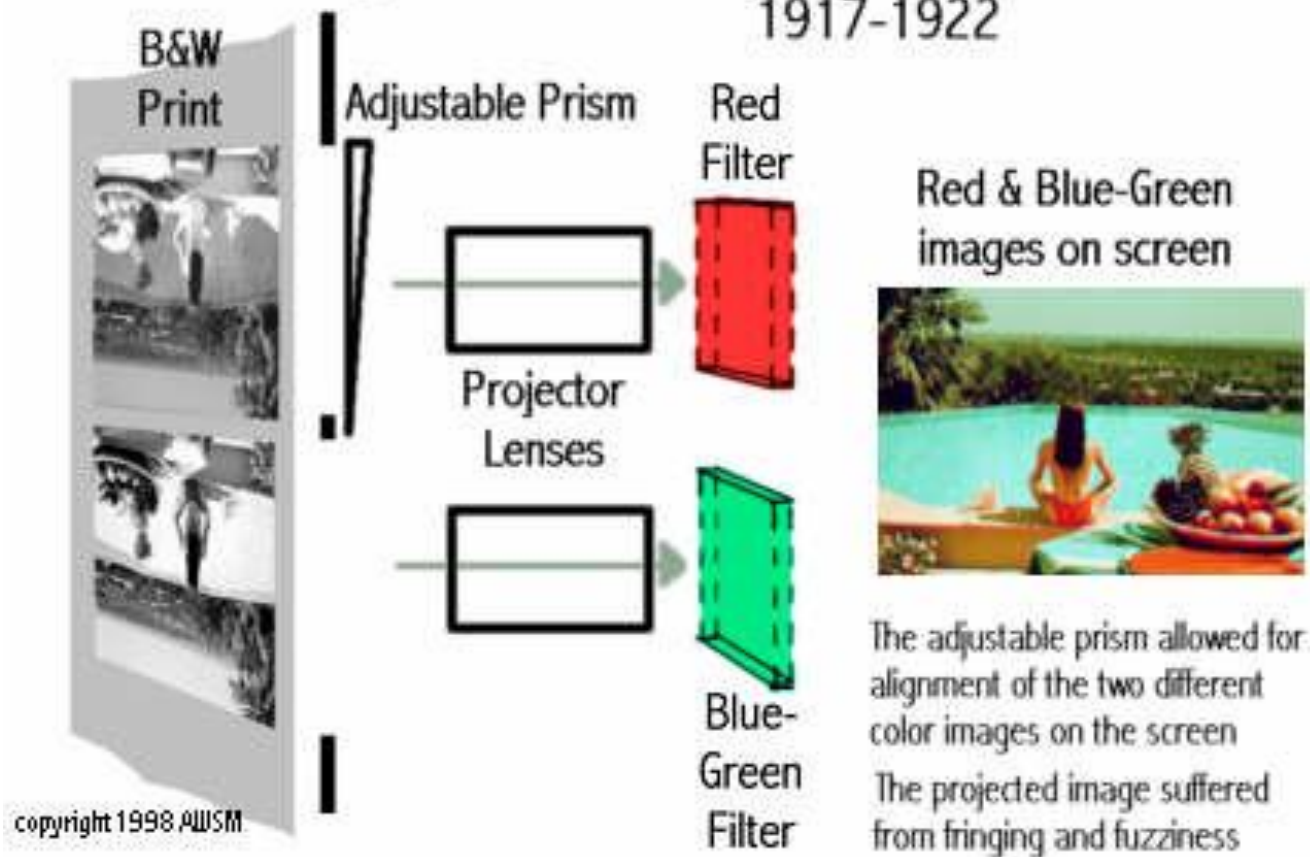 1917-1922
B&W
Print
Adjustable Prism
Red
Filter
Red & Blue-Green
images on screen
Projector
Lenses
Blue-
Green
Filter
The adjustable prism allowed for
alignment of the two different
color images on the screen
The projected image suffered
from fringing and fuzziness
copyright 1998 AWSM